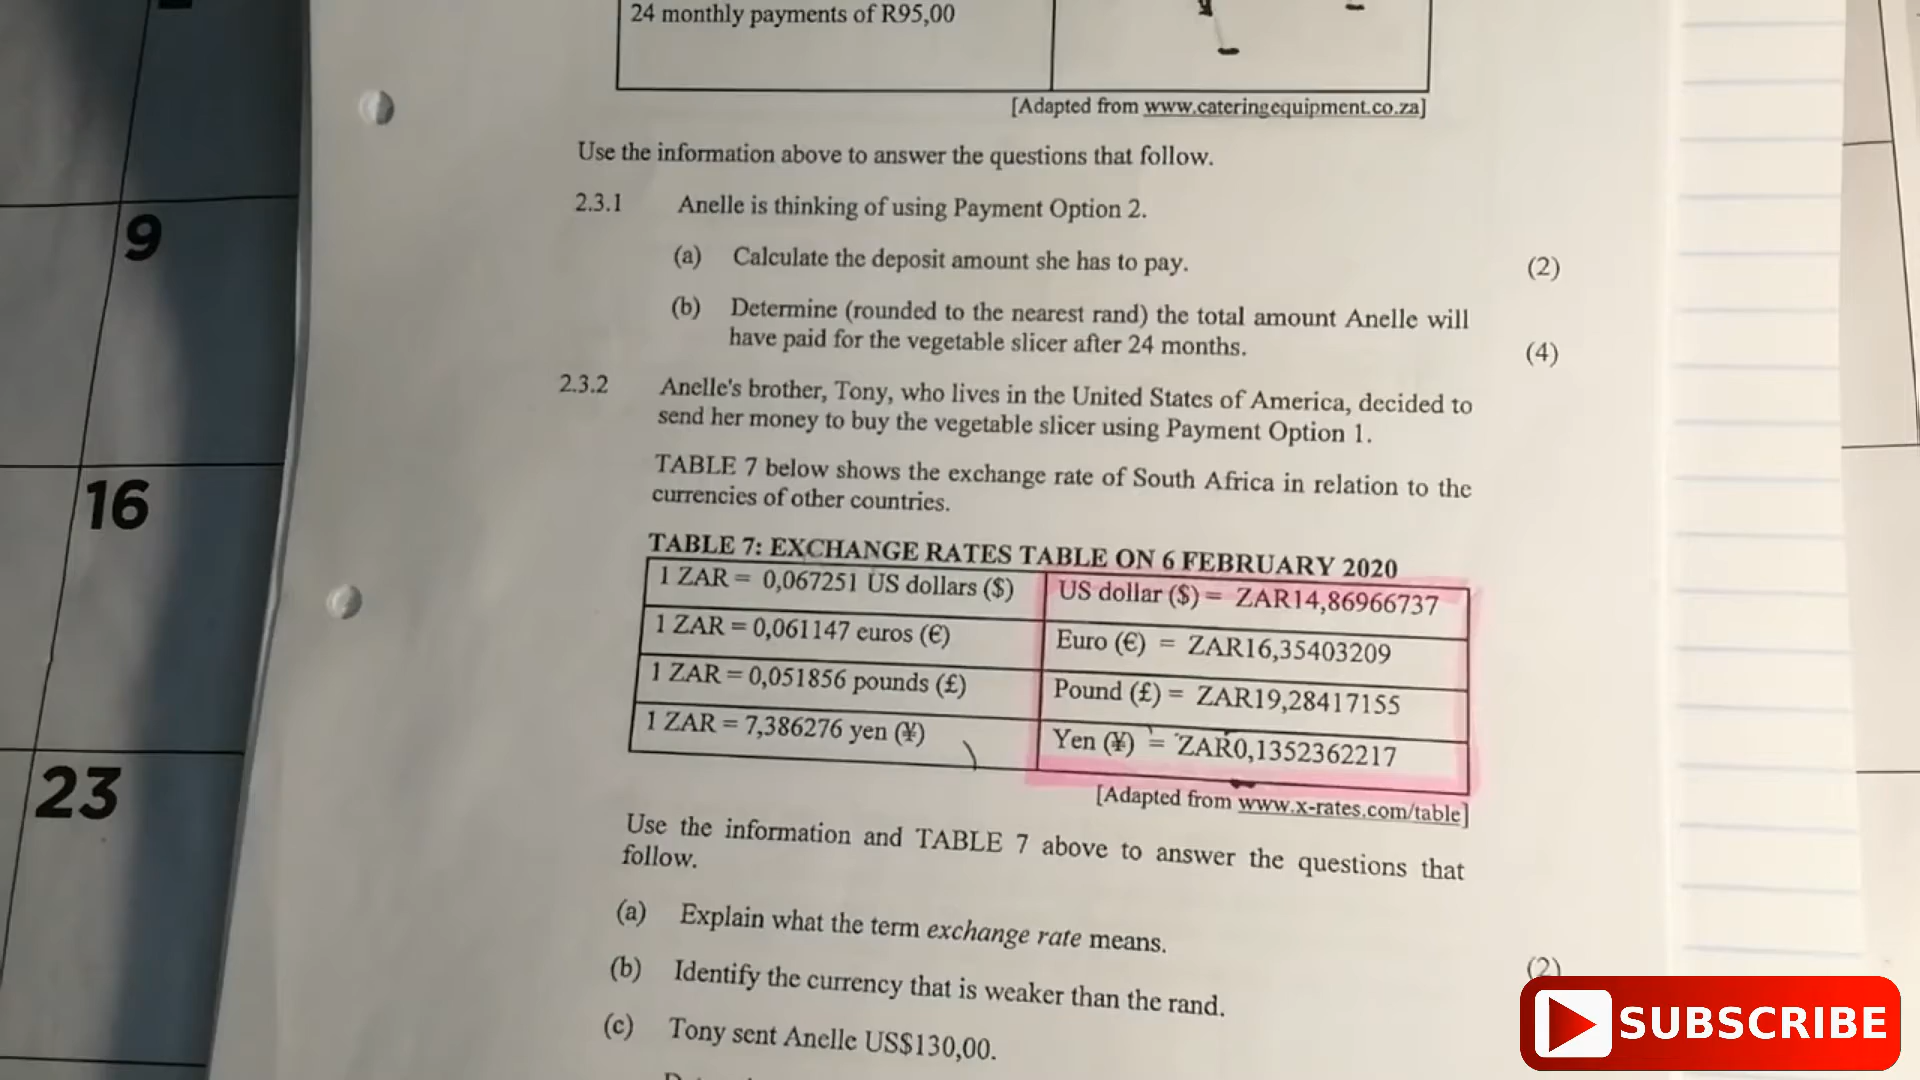 24 monthly payments of R95,00
[Adapted from www.cateringequipment.co.za]
Use the information above to answer the questions that follow.
2.3.1 Anelle is thinking of using Payment Option 2.
(a) Calculate the deposit amount she has to pay. (2)
(b) Determine (rounded to the nearest rand) the total amount Anelle will
have paid for the vegetable slicer after 24 months. (4)
2.3.2 Anelle's brother, Tony, who lives in the United States of America, decided to
send her money to buy the vegetable slicer using Payment Option 1.
TABLE 7 below shows the exchange rate of South Africa in relation to the
currencies of other countries.
TABLE 7: EXCHANGE RATES TABLE ON 6 FEBRUARY 2020
1 ZAR = 0,067251 US dollars ($) US dollar ($) = ZAR14,86966737
1 ZAR = 0,061147 euros (€) Euro (€) = ZAR16,35403209
1 ZAR = 0,051856 pounds (£) Pound (£) = ZAR19,28417155
1 ZAR = 7,386276 yen (¥) Yen (¥) = ZAR0,1352362217
[Adapted from www.x-rates.com/table]
Use the information and TABLE 7 above to answer the questions that
follow.
(a) Explain what the term exchange rate means. (2)
(b) Identify the currency that is weaker than the rand.
(c) Tony sent Anelle US$130,00.
9
16
23
SUBSCRIBE